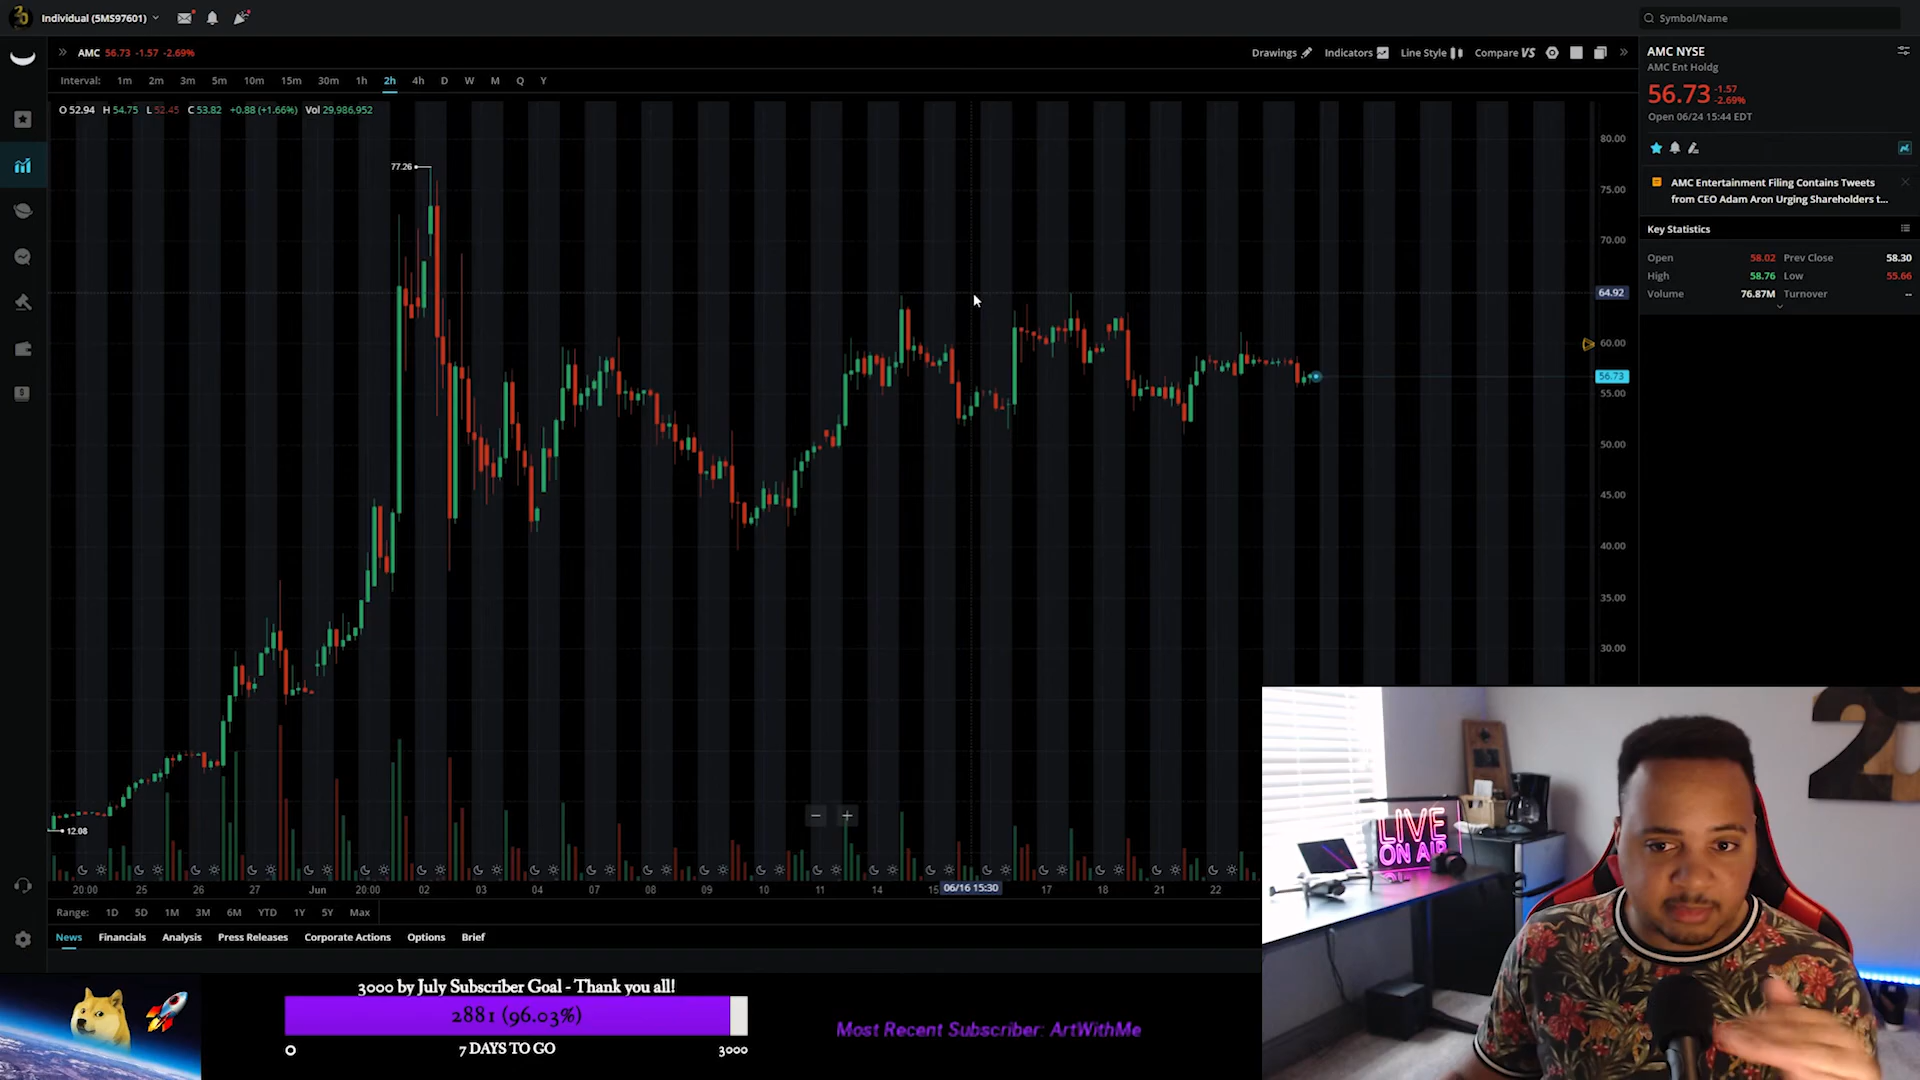 Individual (5MS97601)
Symbol/Name
AMC 56.73 -1.57 -2.69%
Drawings Indicators Line Style Compare VS
Interval: 1m 2m 3m 5m 10m 15m 30m 1h 2h 4h D W M Q Y
O 52.94 H 54.75 L 52.45 C 53.82 +0.88 (+1.66%) Vol 29,986,952
AMC NYSE
AMC Ent Holdg
56.73 -1.57
-2.69%
Open 06/24 15:44 EDT
AMC Entertainment Filing Contains Tweets
from CEO Adam Aron Urging Shareholders t...
Key Statistics
Open 58.02 Prev Close 58.30
High 58.76 Low 55.66
Volume 76.87M Turnover --
80.00
77.26
75.00
70.00
64.92
60.00
56.73
55.00
50.00
45.00
40.00
35.00
30.00
12.08
20:00 25 26 27 Jun 20:00 02 03 04 07 08 09 10 11 14 15 06/16 15:30 17 18 21 22
Range: 1D 5D 1M 3M 6M YTD 1Y 5Y Max
News Financials Analysis Press Releases Corporate Actions Options Brief
LIVE
ON AIR
3000 by July Subscriber Goal - Thank you all!
2881 (96.03%)
0 7 DAYS TO GO 3000
Most Recent Subscriber: ArtWithMe